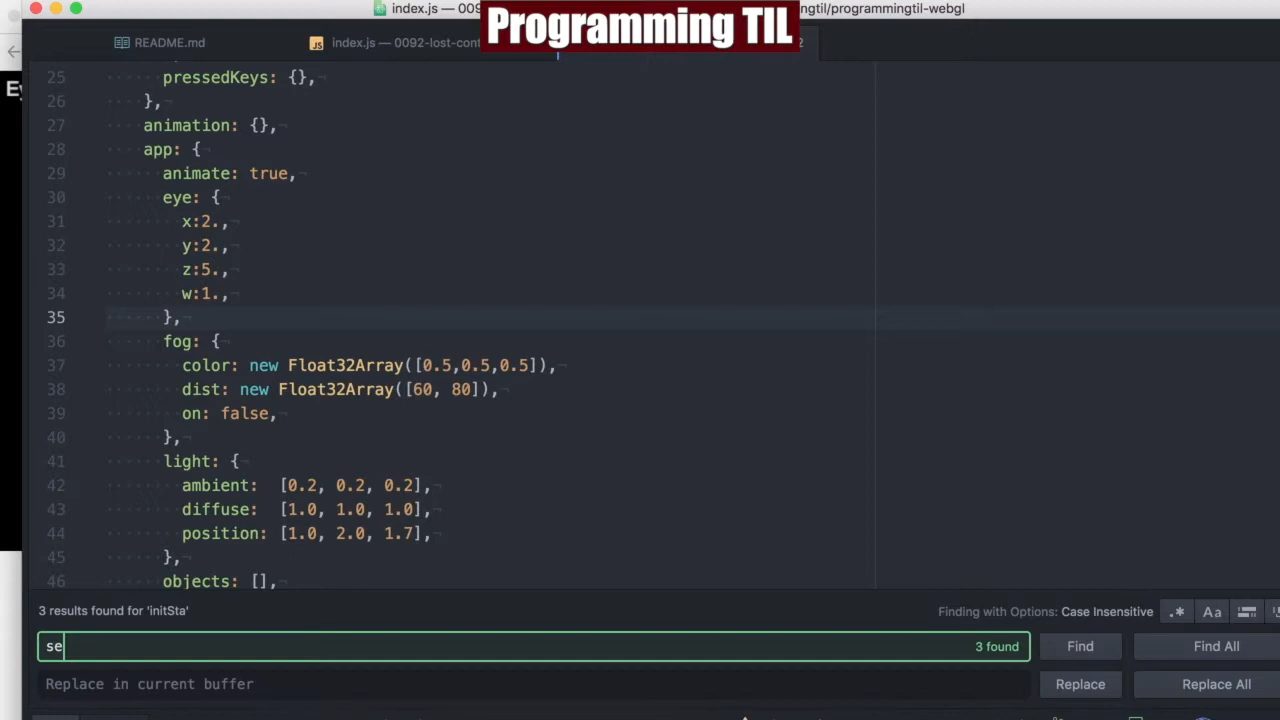 index.js — 009
ngtil/programmingtil-webgl
Programming TIL
README.md
index.js — 0092-lost-con
2
Ey
25 pressedKeys: {},
26 },
27 animation: {},
28 app: {
29 animate: true,
30 eye: {
31 x:2.,
32 y:2.,
33 z:5.,
34 w:1.,
35 },
36 fog: {
37 color: new Float32Array([0.5,0.5,0.5]),
38 dist: new Float32Array([60, 80]),
39 on: false,
40 },
41 light: {
42 ambient: [0.2, 0.2, 0.2],
43 diffuse: [1.0, 1.0, 1.0],
44 position: [1.0, 2.0, 1.7],
45 },
46 objects: [],
3 results found for 'initSta'
Finding with Options: Case Insensitive
.* Aa
se
3 found
Find
Find All
Replace in current buffer
Replace
Replace All